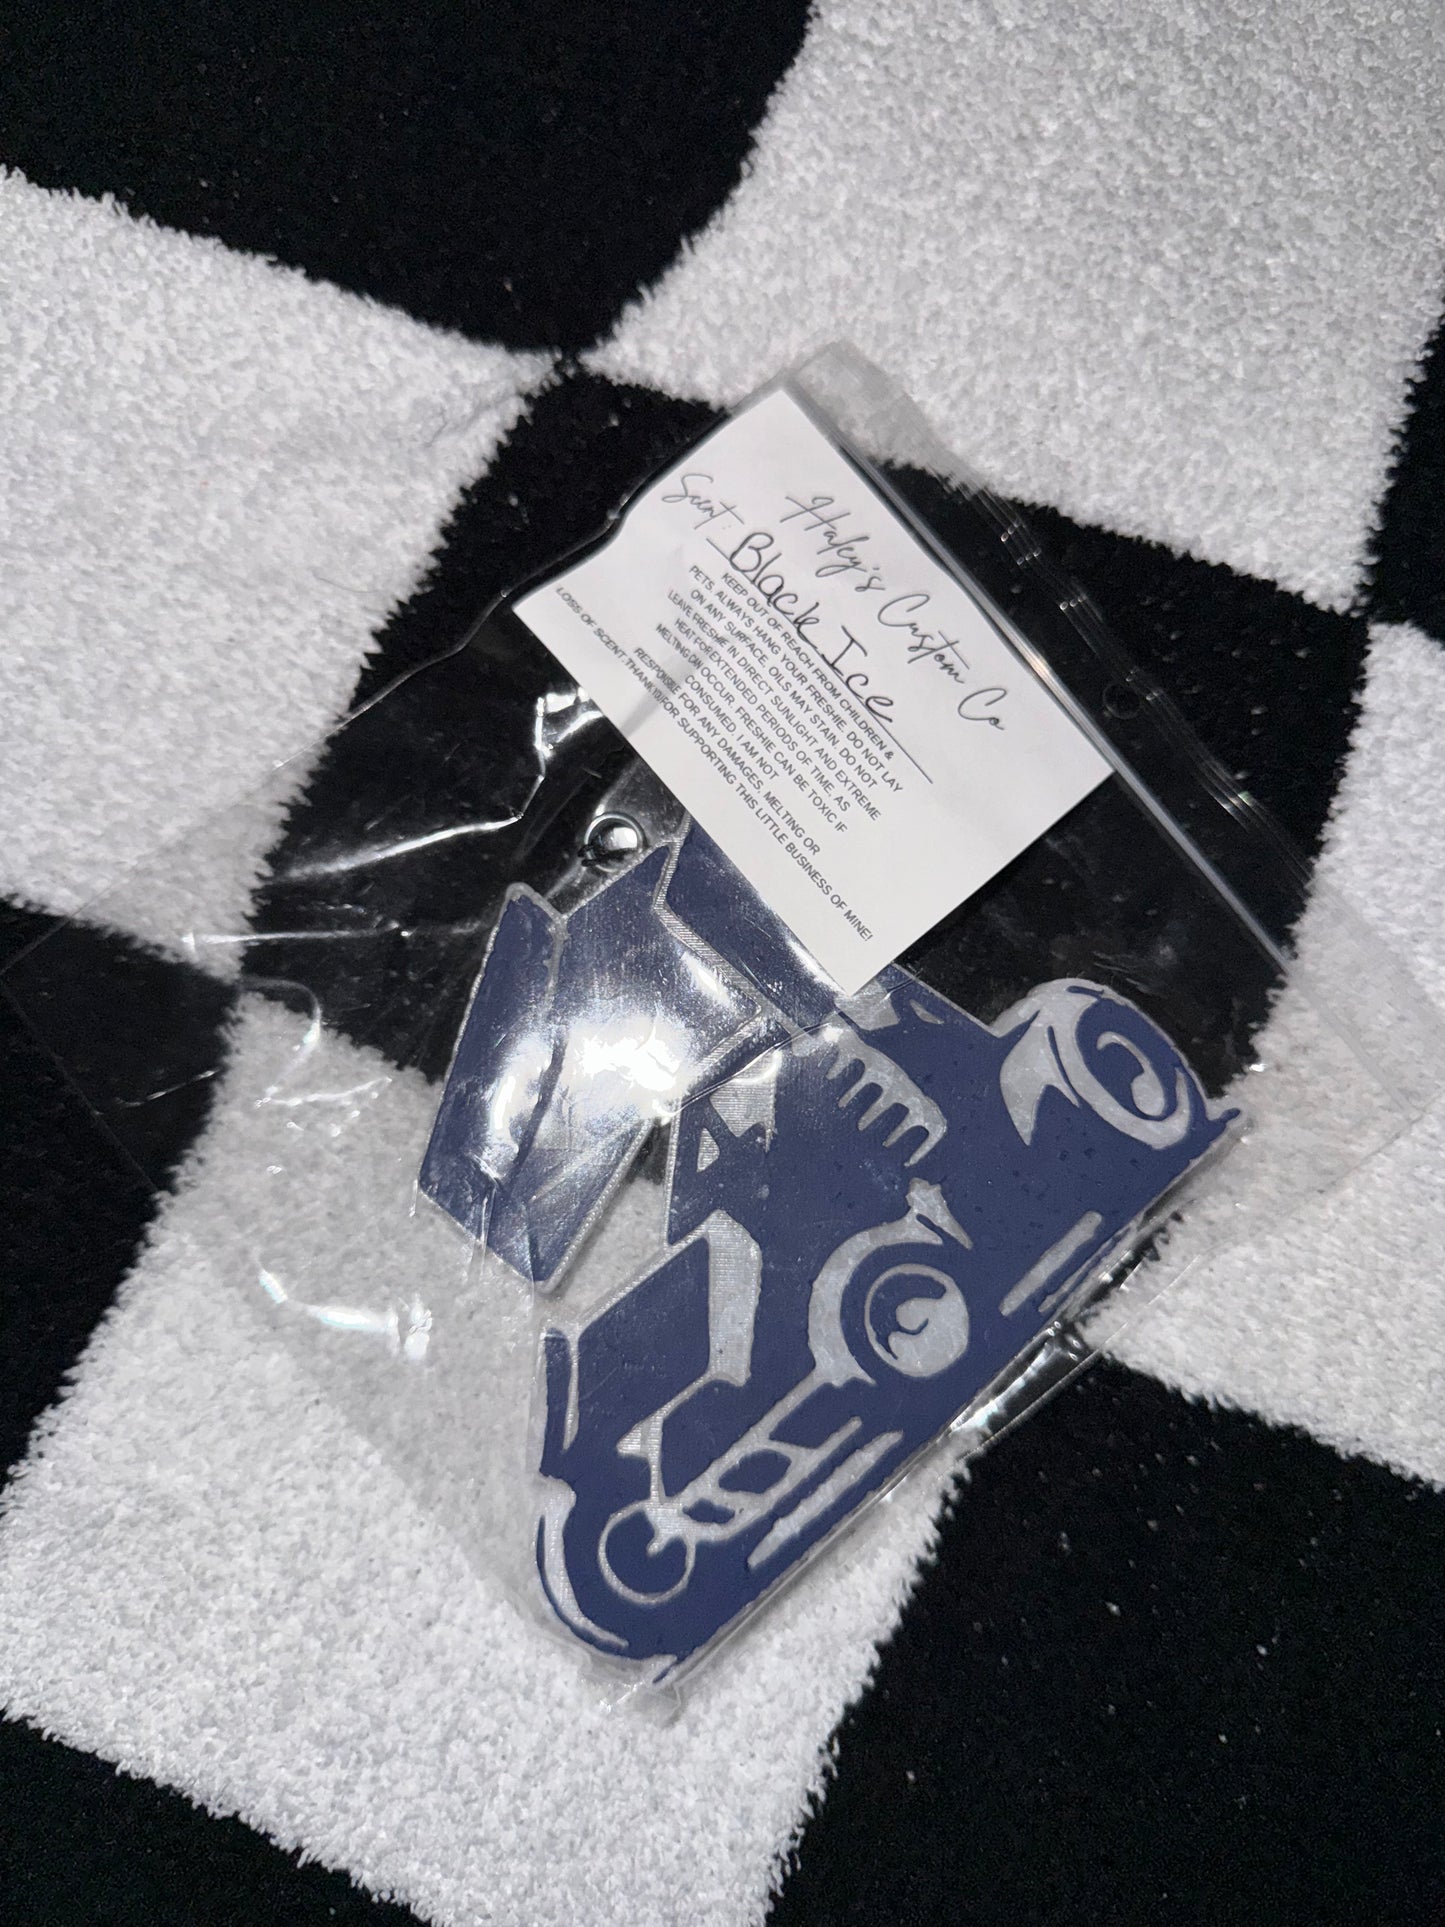 Haley's Custom Co
Scent: Black Ice
KEEP OUT OF REACH FROM CHILDREN &
PETS. ALWAYS HANG YOUR FRESHIE. DO NOT LAY
ON ANY SURFACE. OILS MAY STAIN. DO NOT
LEAVE FRESHIE IN DIRECT SUNLIGHT AND EXTREME
HEAT FOR EXTENDED PERIODS OF TIME, AS
MELTING CAN OCCUR. FRESHIE CAN BE TOXIC IF
CONSUMED. I AM NOT
RESPONSIBLE FOR ANY DAMAGES, MELTING OR
LOSS OF SCENT. THANK YOU FOR SUPPORTING THIS LITTLE BUSINESS OF MINE!